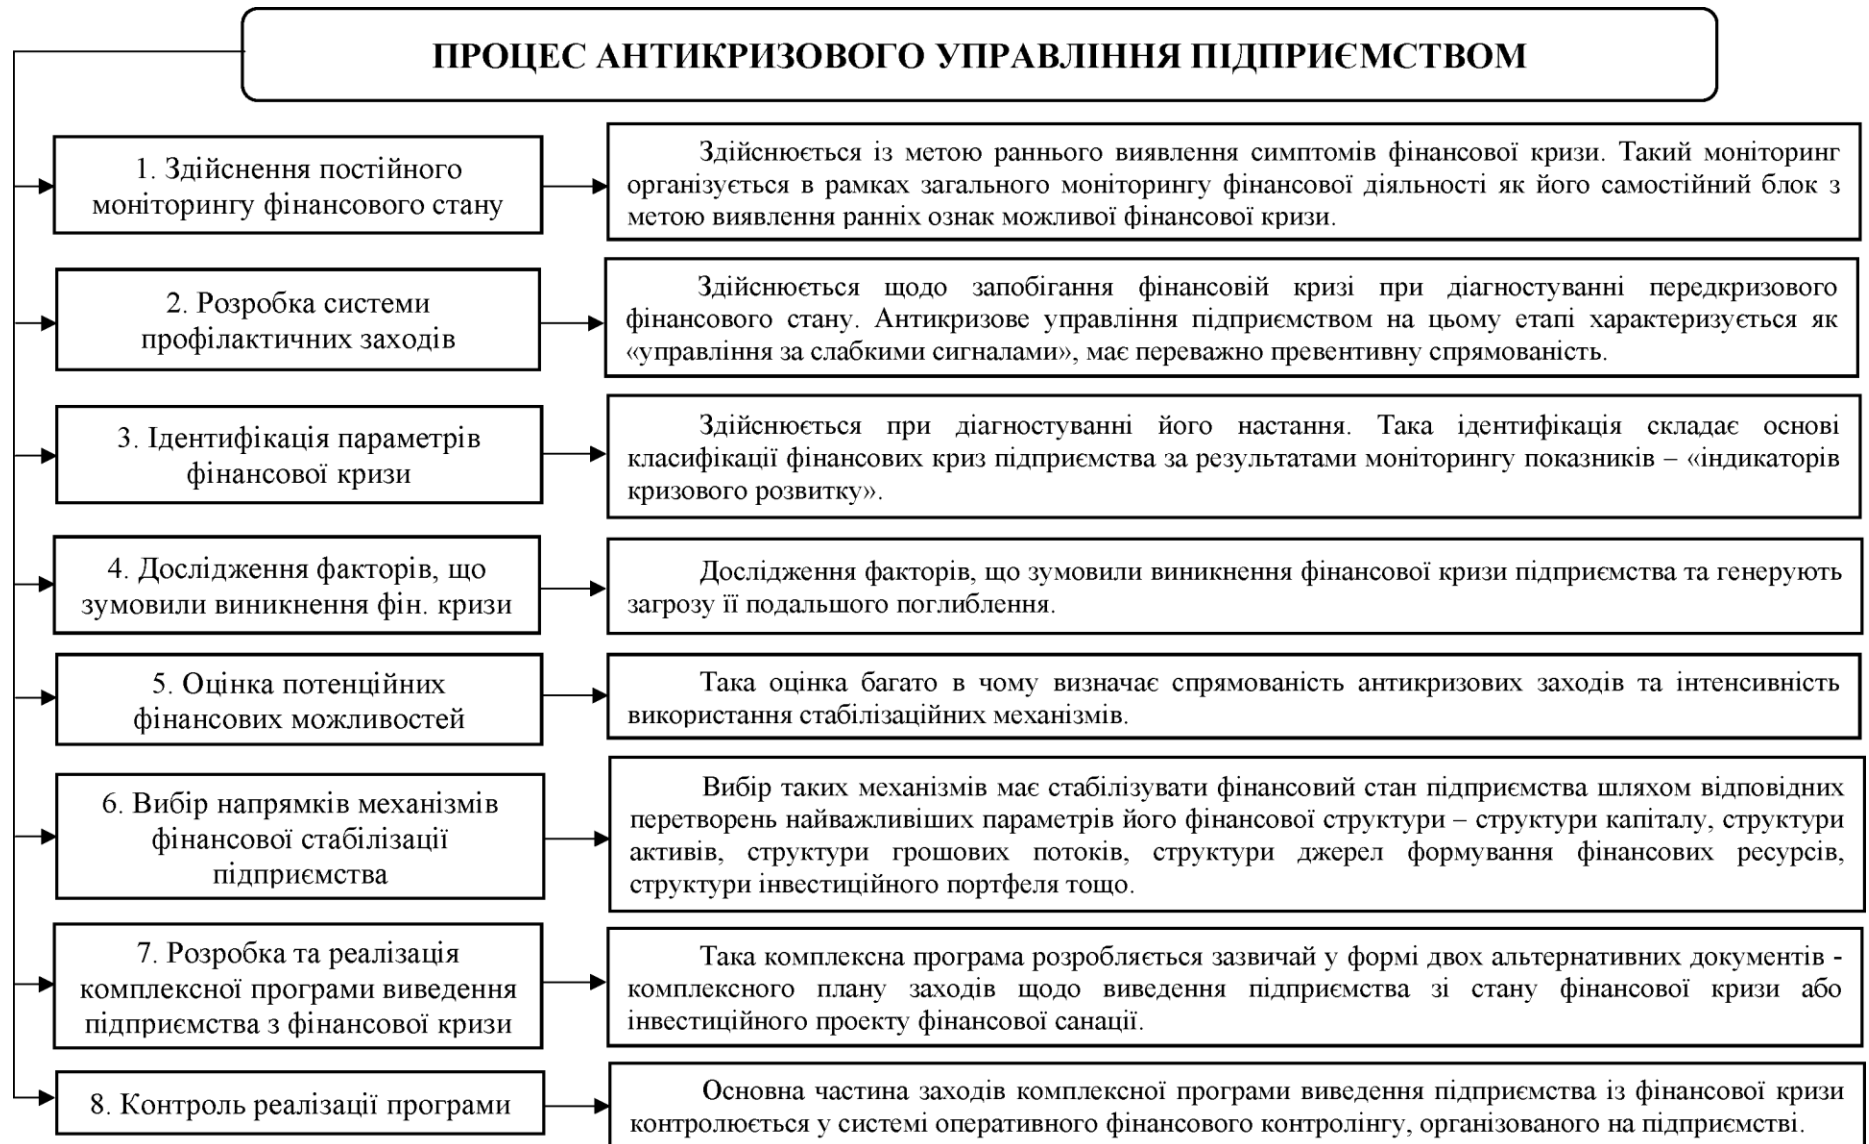 ПРОЦЕС АНТИКРИЗОВОГО УПРАВЛІННЯ ПІДПРИЄМСТВОМ
1. Здійснення постійного
моніторингу фінансового стану
Здійснюється із метою раннього виявлення симптомів фінансової кризи. Такий моніторинг
організується в рамках загального моніторингу фінансової діяльності як його самостійний блок з
метою виявлення ранніх ознак можливої фінансової кризи.
2. Розробка системи
профілактичних заходів
Здійснюється щодо запобігання фінансовій кризі при діагностуванні передкризового
фінансового стану. Антикризове управління підприємством на цьому етапі характеризується як
«управління за слабкими сигналами», має переважно превентивну спрямованість.
3. Ідентифікація параметрів
фінансової кризи
Здійснюється при діагностуванні його настання. Така ідентифікація складає основі
класифікації фінансових криз підприємства за результатами моніторингу показників – «індикаторів
кризового розвитку».
4. Дослідження факторів, що
зумовили виникнення фін. кризи
Дослідження факторів, що зумовили виникнення фінансової кризи підприємства та генерують
загрозу її подальшого поглиблення.
5. Оцінка потенційних
фінансових можливостей
Така оцінка багато в чому визначає спрямованість антикризових заходів та інтенсивність
використання стабілізаційних механізмів.
6. Вибір напрямків механізмів
фінансової стабілізації
підприємства
Вибір таких механізмів має стабілізувати фінансовий стан підприємства шляхом відповідних
перетворень найважливіших параметрів його фінансової структури – структури капіталу, структури
активів, структури грошових потоків, структури джерел формування фінансових ресурсів,
структури інвестиційного портфеля тощо.
7. Розробка та реалізація
комплексної програми виведення
підприємства з фінансової кризи
Така комплексна програма розробляється зазвичай у формі двох альтернативних документів -
комплексного плану заходів щодо виведення підприємства зі стану фінансової кризи або
інвестиційного проекту фінансової санації.
8. Контроль реалізації програми
Основна частина заходів комплексної програми виведення підприємства із фінансової кризи
контролюється у системі оперативного фінансового контролінгу, організованого на підприємстві.